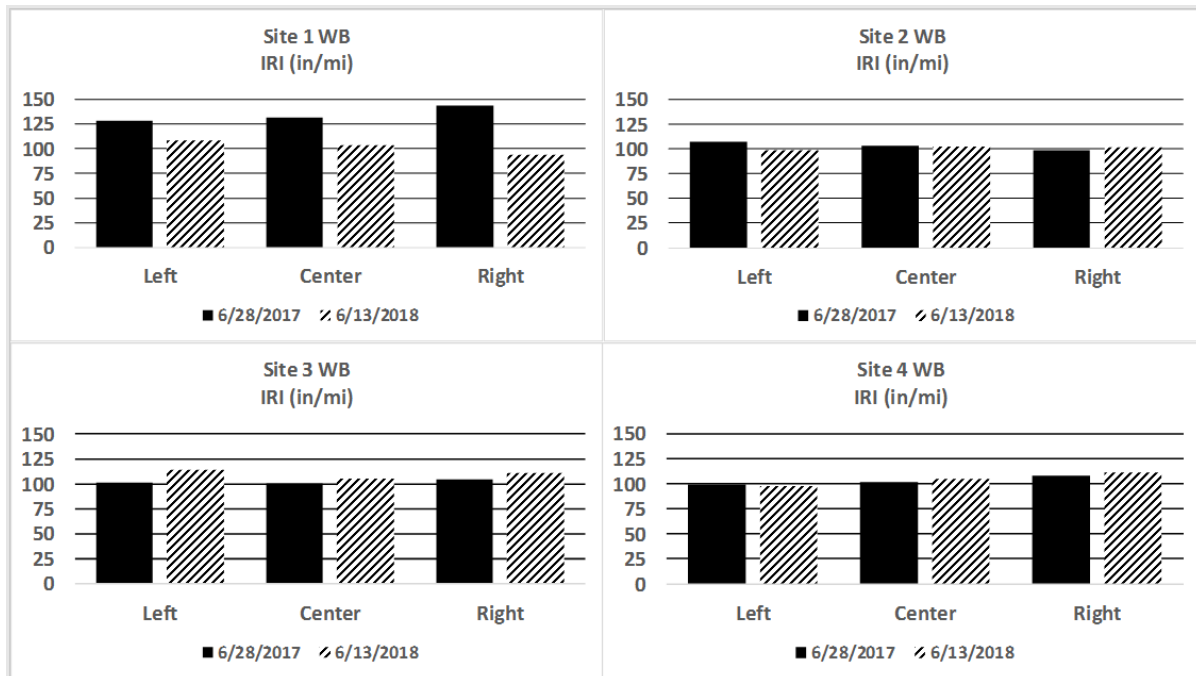 Site 1 WB
IRI (in/mi)
150
125
100
75
50
25
0
Left Center Right
6/28/2017 6/13/2018
Site 2 WB
IRI (in/mi)
150
125
100
75
50
25
0
Left Center Right
6/28/2017 6/13/2018
Site 3 WB
IRI (in/mi)
150
125
100
75
50
25
0
Left Center Right
6/28/2017 6/13/2018
Site 4 WB
IRI (in/mi)
150
125
100
75
50
25
0
Left Center Right
6/28/2017 6/13/2018